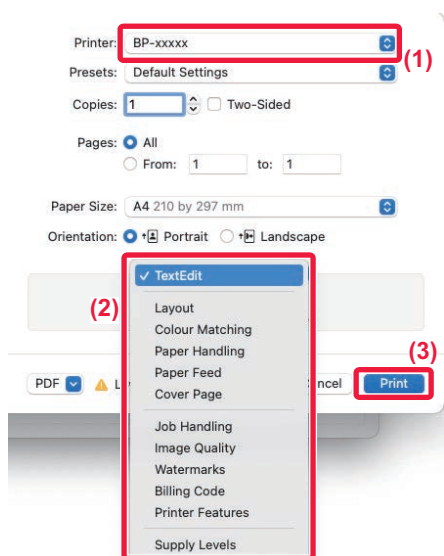 Printer: BP-xxxxx
(1)
Presets: Default Settings
Copies: 1 Two-Sided
Pages: All
From: 1 to: 1
Paper Size: A4 210 by 297 mm
Orientation: Portrait Landscape
✓ TextEdit
(2)
Layout
Colour Matching
Paper Handling
(3)
Paper Feed
PDF Print
Cover Page
Job Handling
Image Quality
Watermarks
Billing Code
Printer Features
Supply Levels